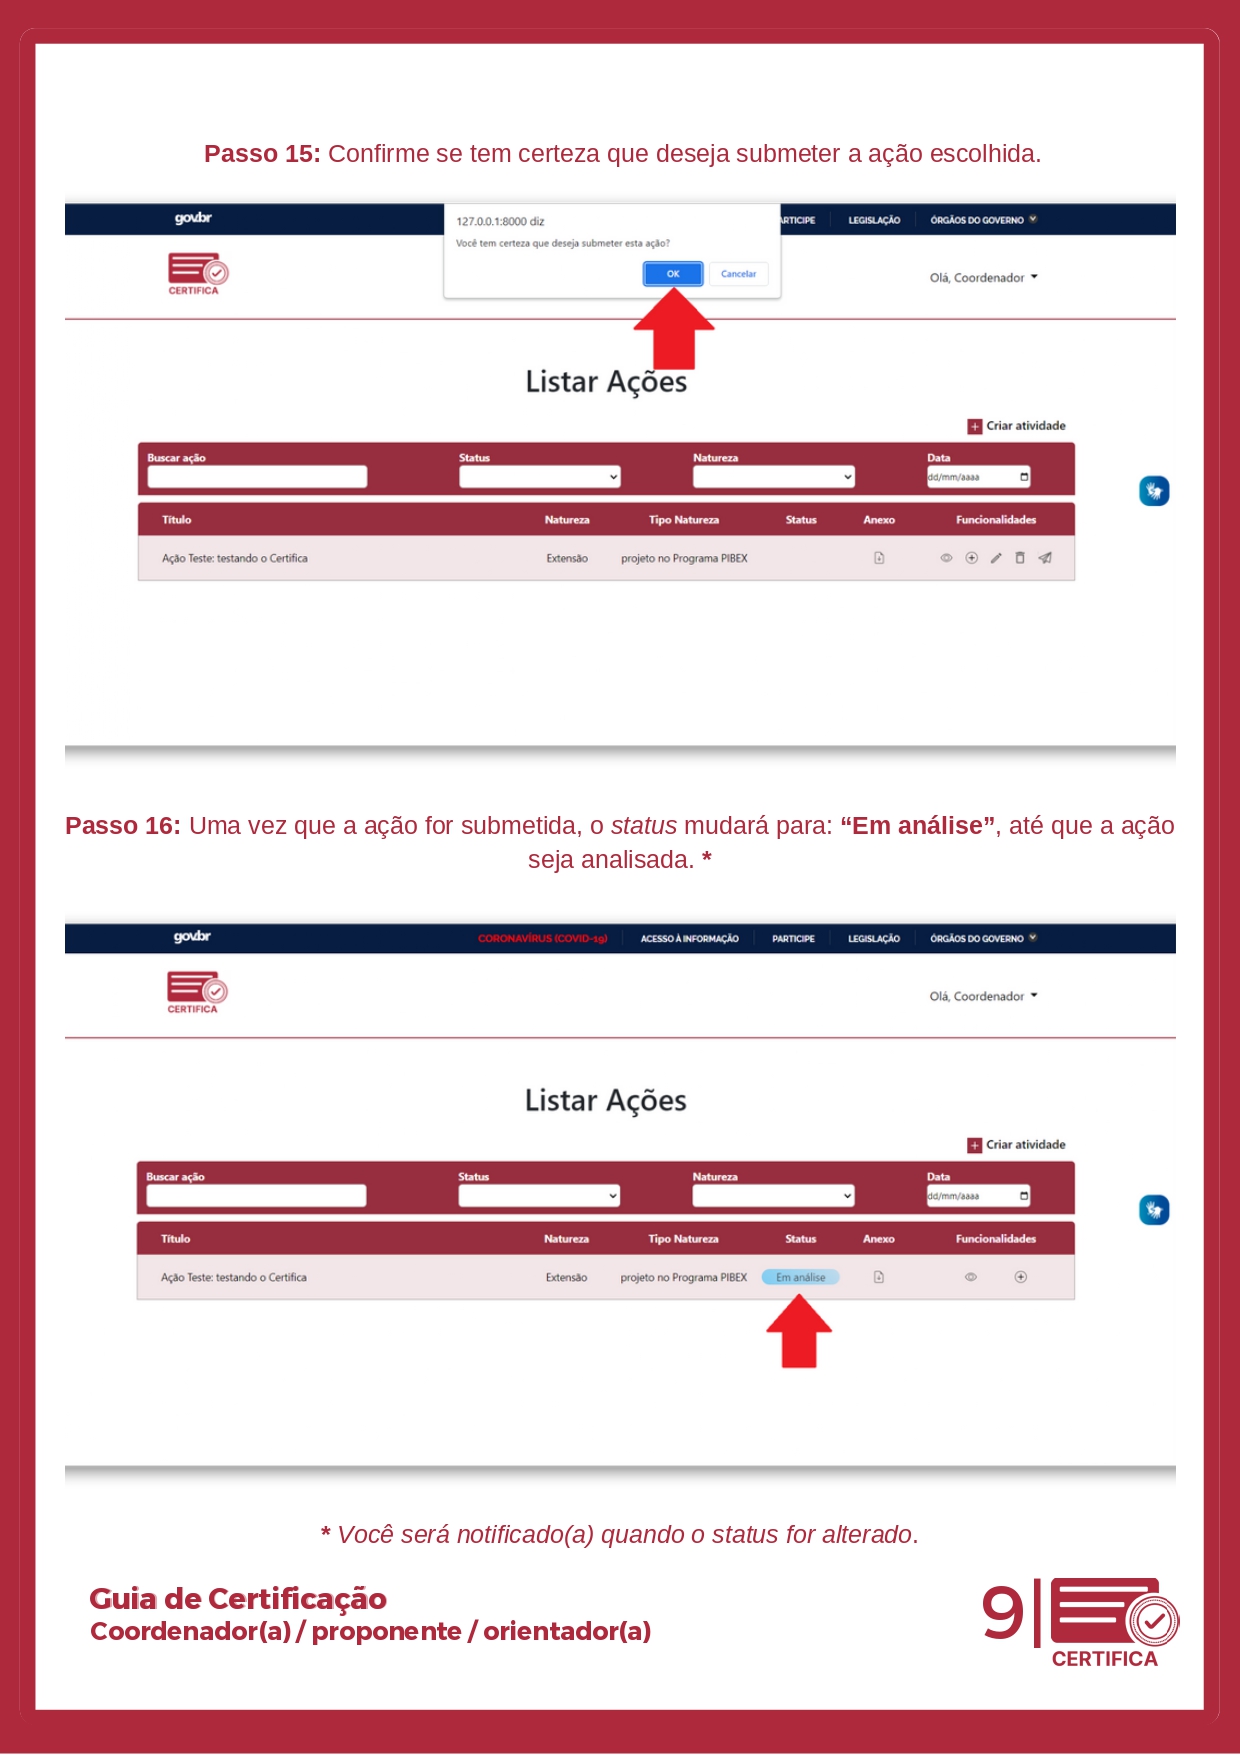 Passo 15: Confirme se tem certeza que deseja submeter a ação escolhida.
gov.br
ARTICIPE
LEGISLAÇÃO
ÓRGÃOS DO GOVERNO
127.0.0.1:8000 diz
Você tem certeza que deseja submeter esta ação?
OK
Cancelar
CERTIFICA
Olá, Coordenador
Listar Ações
Criar atividade
Buscar ação
Status
Natureza
Data
dd/mm/aaaa
Título
Natureza
Tipo Natureza
Status
Anexo
Funcionalidades
Ação Teste: testando o Certifica
Extensão
projeto no Programa PIBEX
Passo 16: Uma vez que a ação for submetida, o status mudará para: “Em análise”, até que a ação
seja analisada. *
gov.br
CORONAVÍRUS (COVID-19)
ACESSO À INFORMAÇÃO
PARTICIPE
LEGISLAÇÃO
ÓRGÃOS DO GOVERNO
CERTIFICA
Olá, Coordenador
Listar Ações
Criar atividade
Buscar ação
Status
Natureza
Data
dd/mm/aaaa
Título
Natureza
Tipo Natureza
Status
Anexo
Funcionalidades
Ação Teste: testando o Certifica
Extensão
projeto no Programa PIBEX
Em análise
* Você será notificado(a) quando o status for alterado.
Guia de Certificação
Coordenador(a) / proponente / orientador(a)
9
CERTIFICA